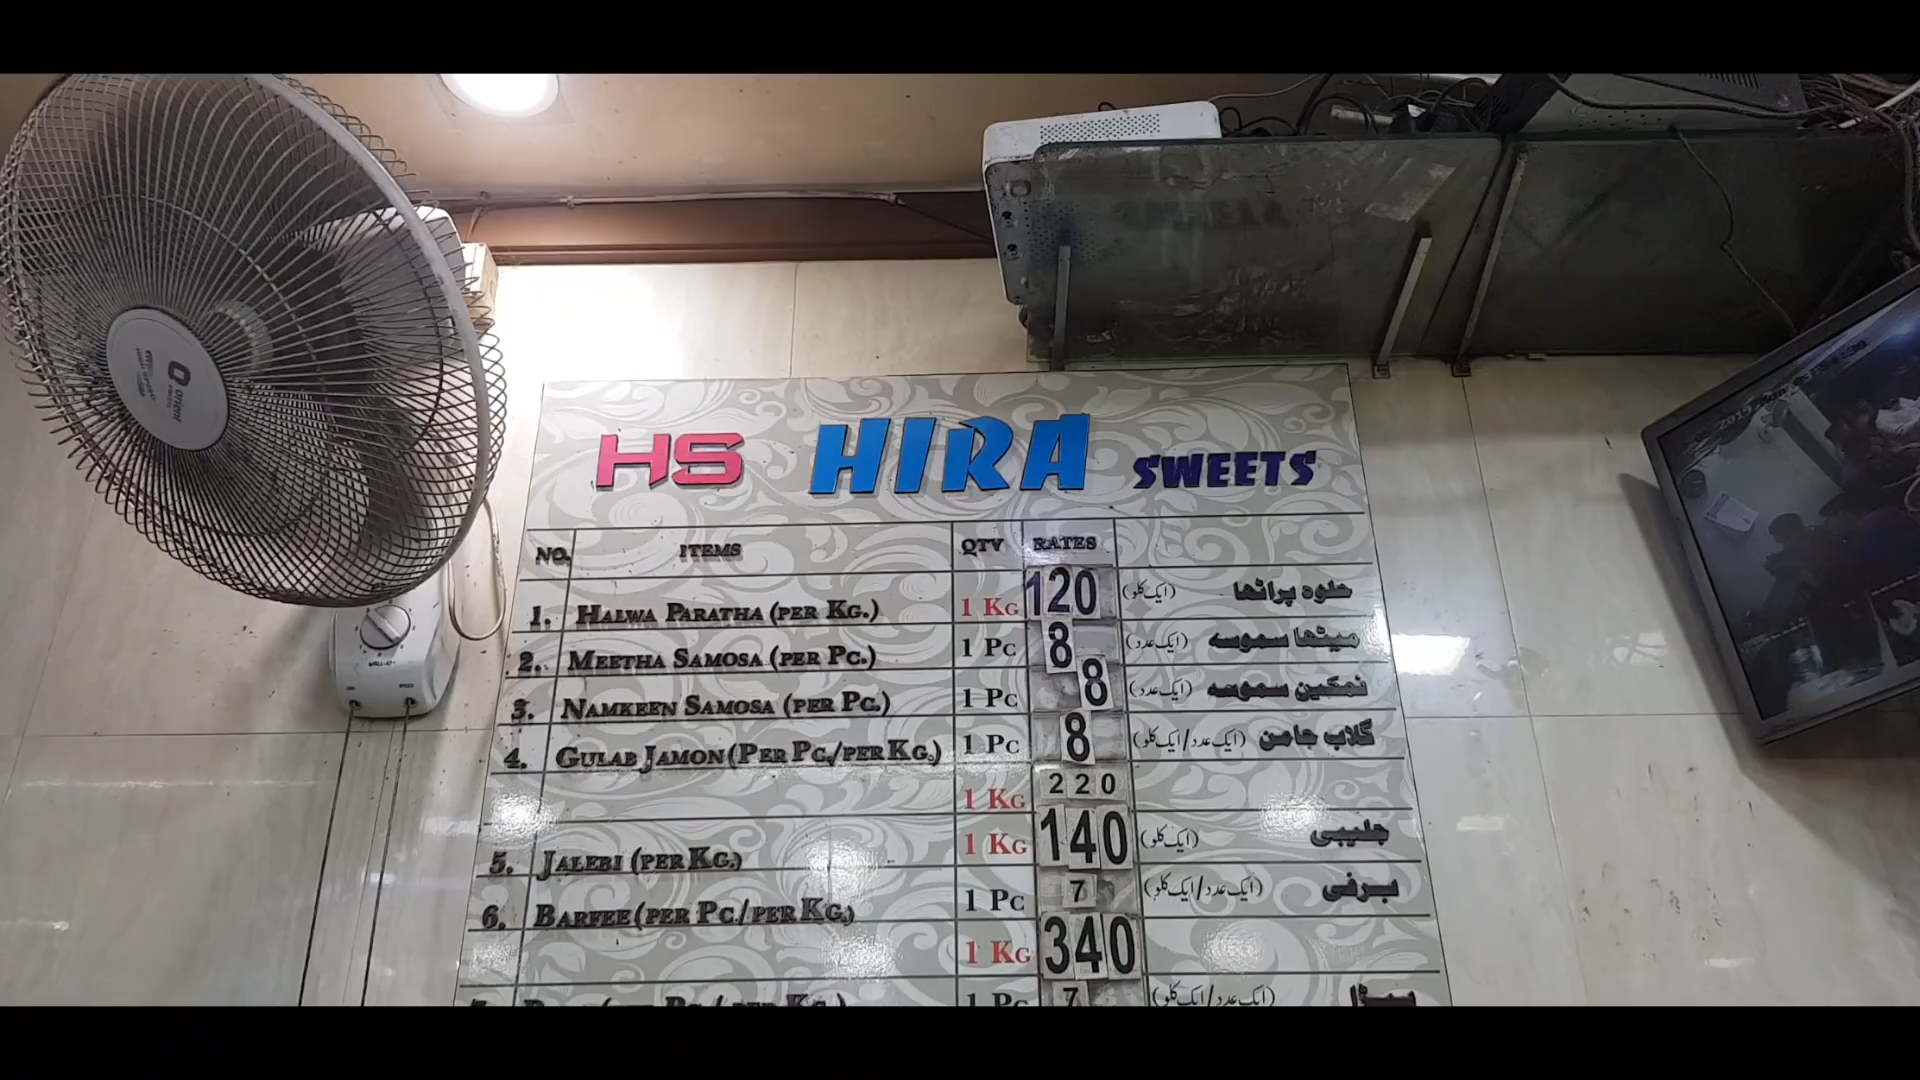 HS HIRA SWEETS
NO. ITEMS QTY RATES
1. HALWA PARATHA (PER KG.) 1 KG 120 (ایک کلو) حلوہ پراٹھا
2. MEETHA SAMOSA (PER PC.) 1 PC 8 (ایک عدد) میٹھا سموسہ
3. NAMKEEN SAMOSA (PER PC.) 1 PC 8 (ایک عدد) نمکین سموسہ
4. GULAB JAMON (PER PC./PER KG.) 1 PC 8 (ایک عدد/ایک کلو) گلاب جامن
1 KG 220
5. JALEBI (PER KG.) 1 KG 140 (ایک کلو) جلیبی
6. BARFEE (PER PC./PER KG.) 1 PC 7 (ایک عدد/ایک کلو) برفی
1 KG 340
1 PC 7 (ایک عدد/ایک کلو)
orient